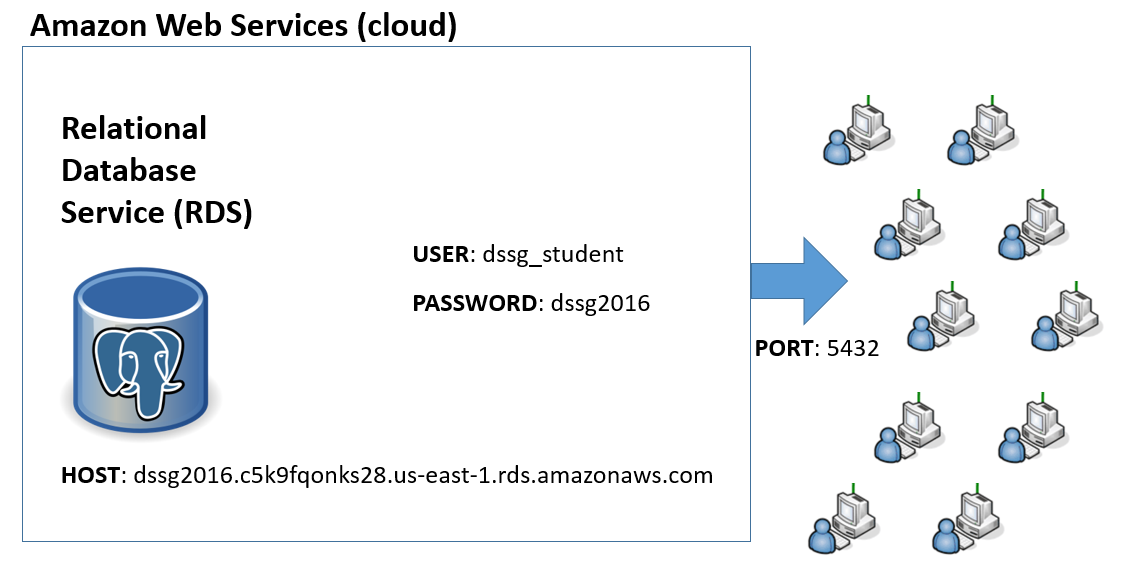 Amazon Web Services (cloud)
Relational
Database
Service (RDS)
USER: dssg_student
PASSWORD: dssg2016
PORT: 5432
HOST: dssg2016.c5k9fqonks28.us-east-1.rds.amazonaws.com